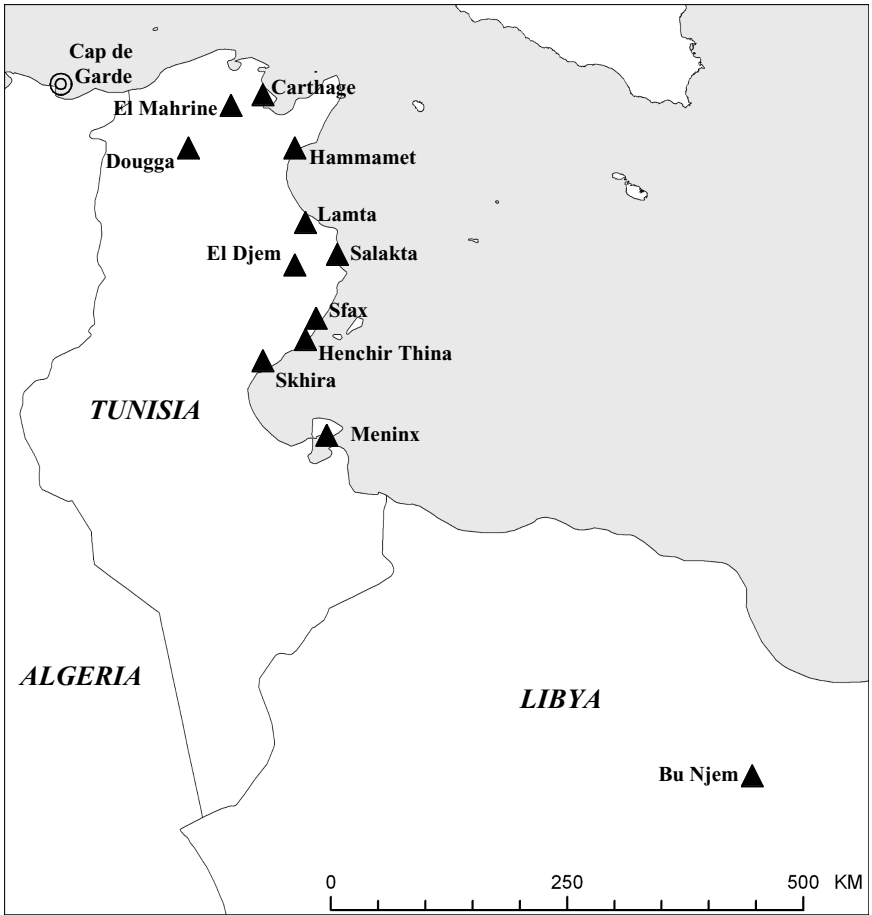 Cap de
Garde
Carthage
El Mahrine
Dougga
Hammamet
Lamta
El Djem
Salakta
Sfax
Henchir Thina
Skhira
TUNISIA
Meninx
ALGERIA
LIBYA
Bu Njem
0 250 500 KM